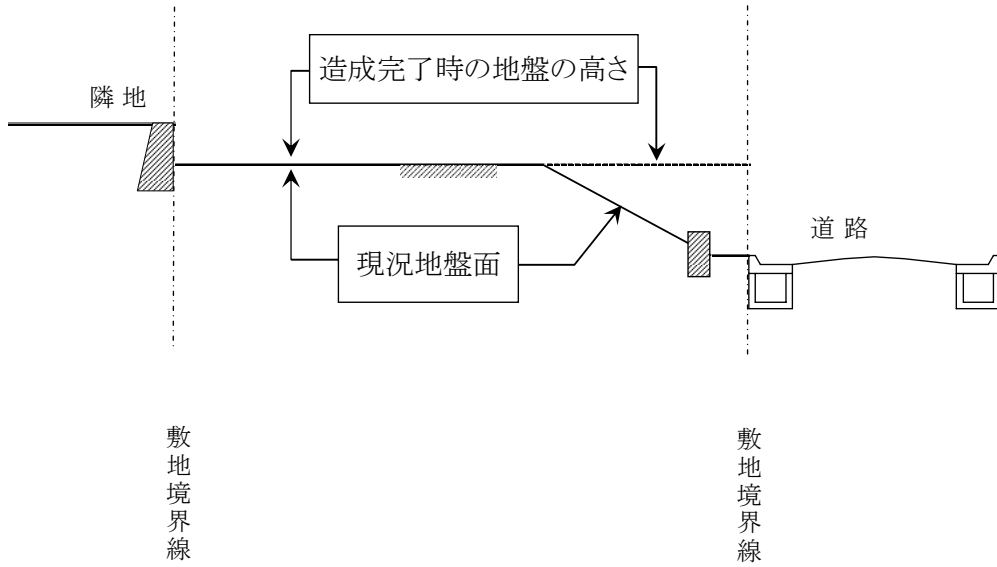 造成完了時の地盤の高さ
隣地
現況地盤面
道路
敷地境界線
敷地境界線